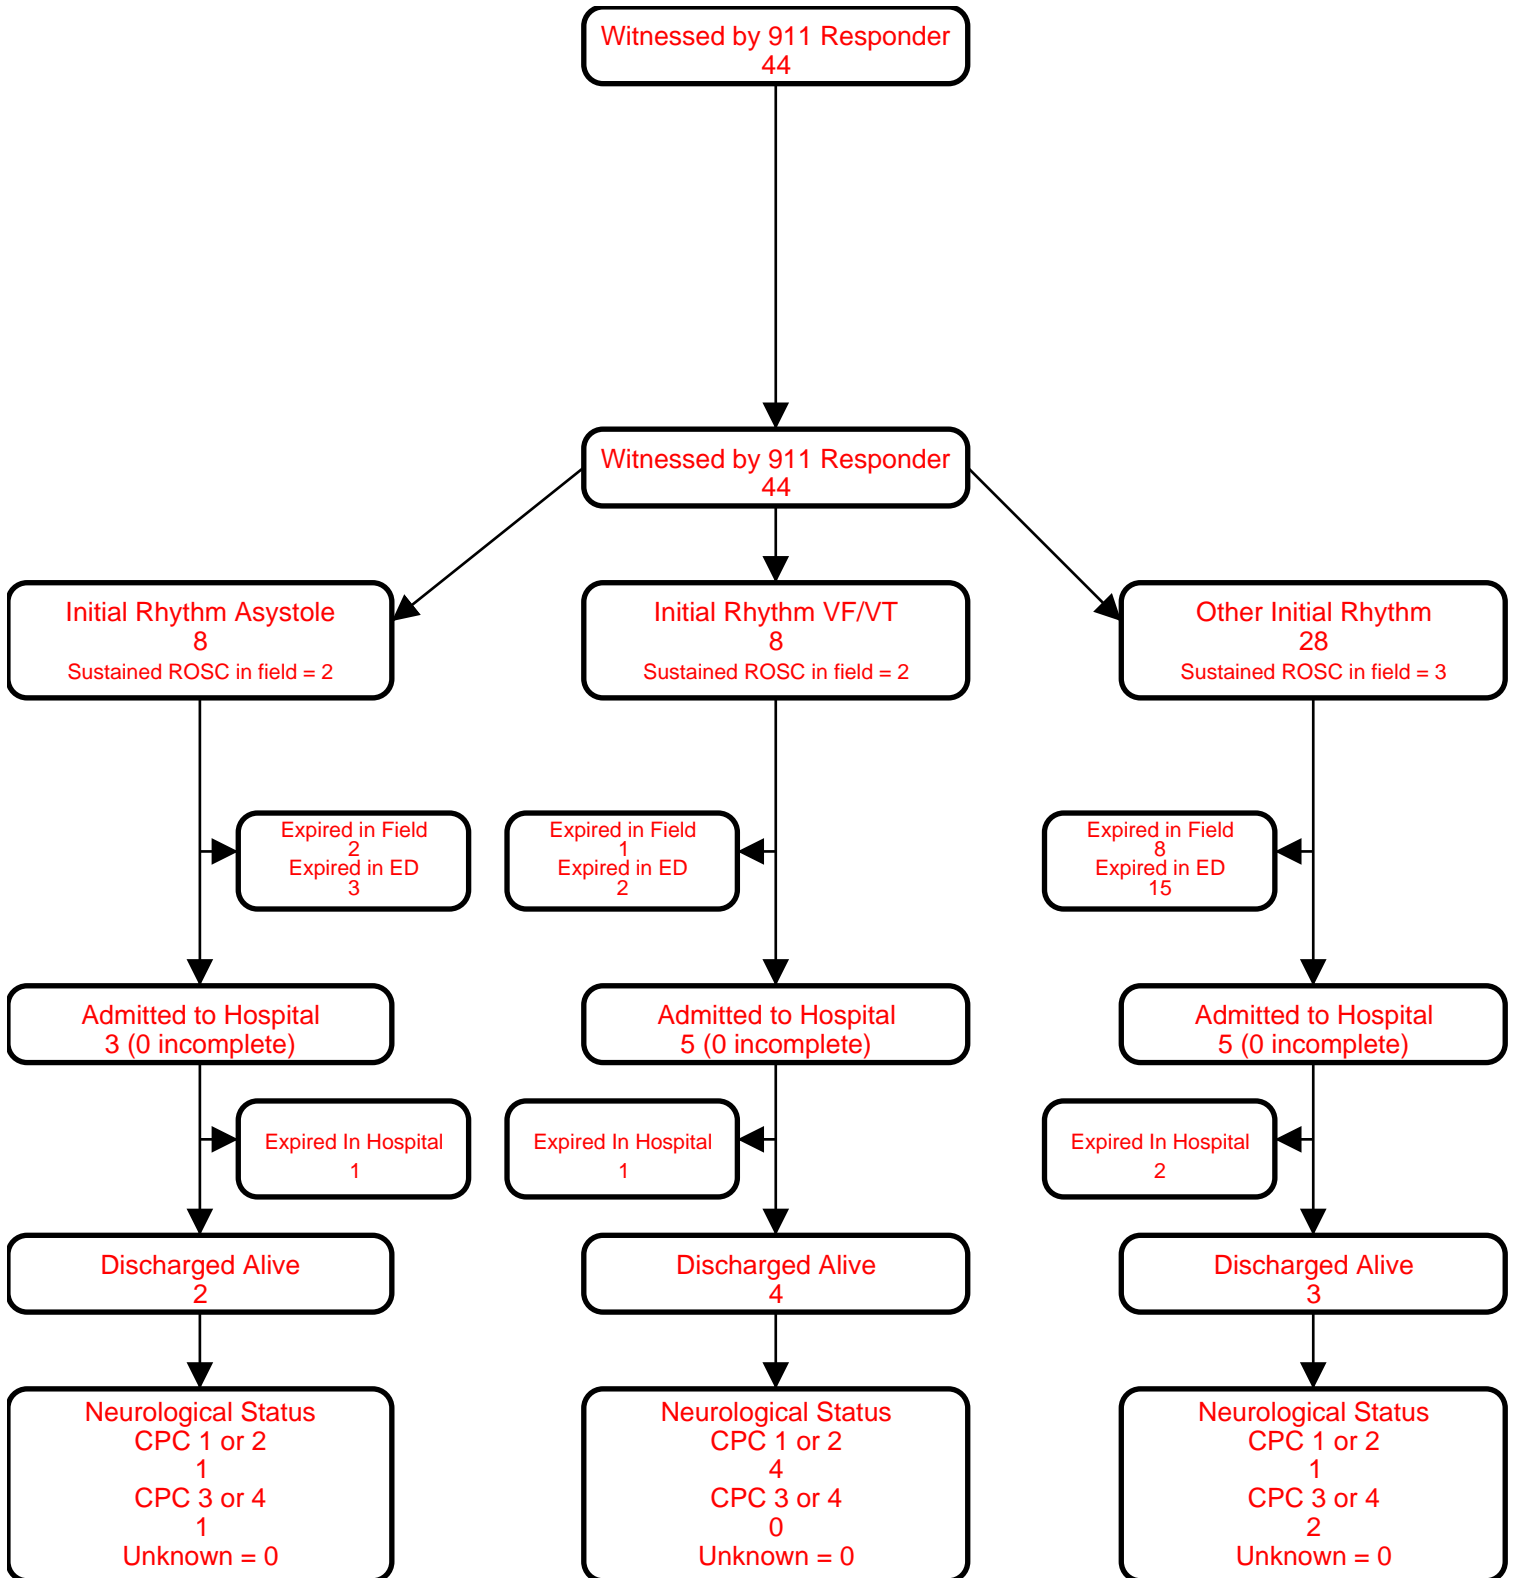 Witnessed by 911 Responder
44
Witnessed by 911 Responder
44
Initial Rhythm Asystole
8
Sustained ROSC in field = 2
Initial Rhythm VF/VT
8
Sustained ROSC in field = 2
Other Initial Rhythm
28
Sustained ROSC in field = 3
Expired in Field
2
Expired in ED
3
Expired in Field
1
Expired in ED
2
Expired in Field
8
Expired in ED
15
Admitted to Hospital
3 (0 incomplete)
Admitted to Hospital
5 (0 incomplete)
Admitted to Hospital
5 (0 incomplete)
Expired In Hospital
1
Expired In Hospital
1
Expired In Hospital
2
Discharged Alive
2
Discharged Alive
4
Discharged Alive
3
Neurological Status
CPC 1 or 2
1
CPC 3 or 4
1
Unknown = 0
Neurological Status
CPC 1 or 2
4
CPC 3 or 4
0
Unknown = 0
Neurological Status
CPC 1 or 2
1
CPC 3 or 4
2
Unknown = 0